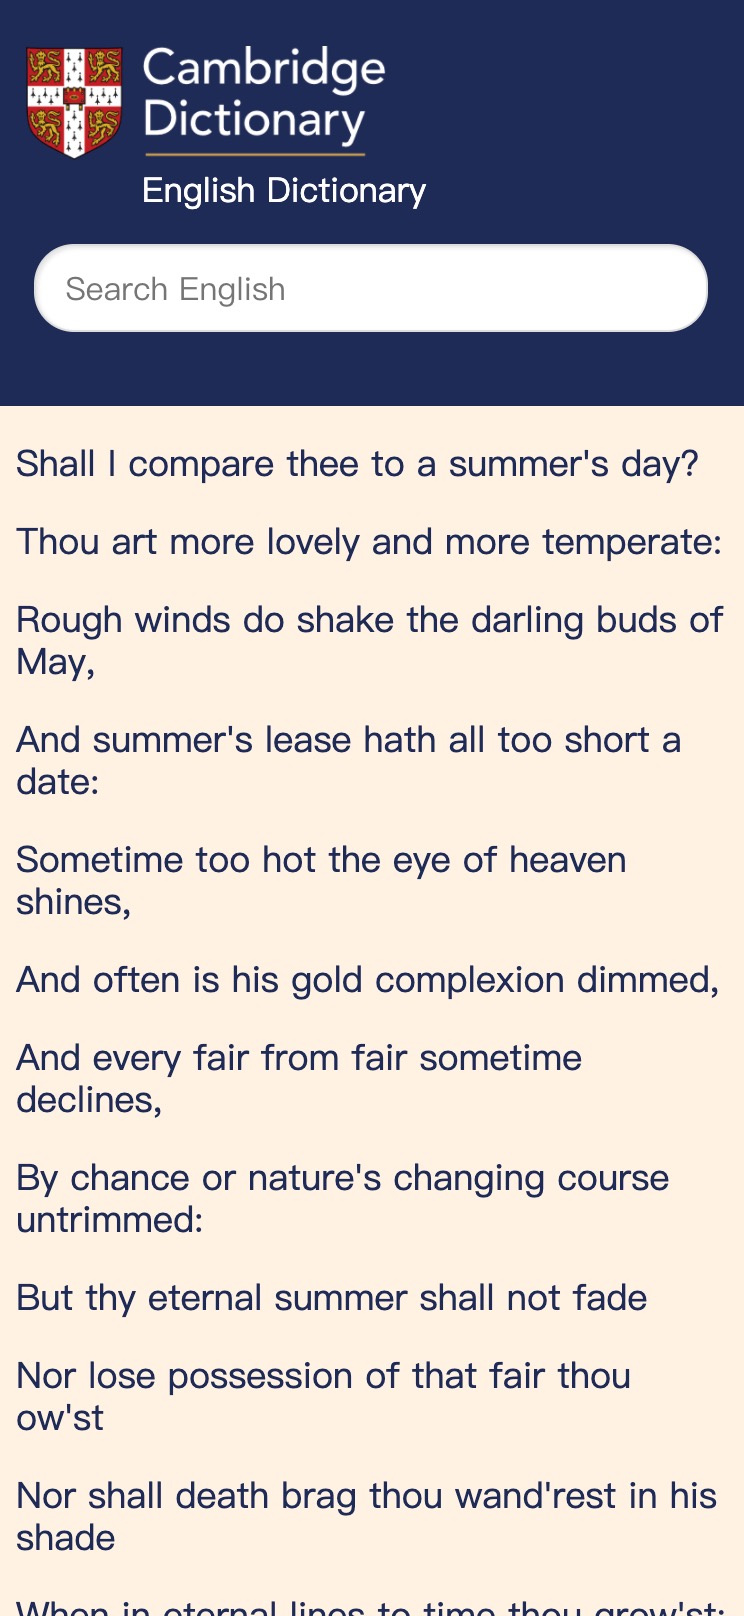 Cambridge
Dictionary
English Dictionary
Search English
Shall I compare thee to a summer's day?
Thou art more lovely and more temperate:
Rough winds do shake the darling buds of
May,
And summer's lease hath all too short a
date:
Sometime too hot the eye of heaven
shines,
And often is his gold complexion dimmed,
And every fair from fair sometime
declines,
By chance or nature's changing course
untrimmed:
But thy eternal summer shall not fade
Nor lose possession of that fair thou
ow'st
Nor shall death brag thou wand'rest in his
shade
When in eternal lines to time thou grow'st: